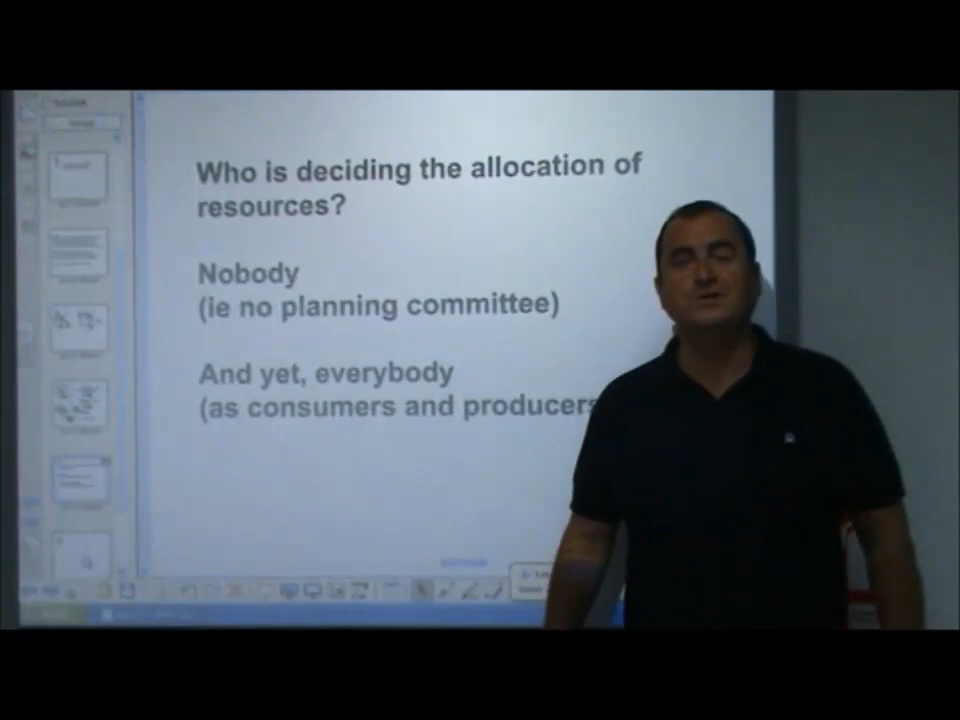 Who is deciding the allocation of
resources?
Nobody
(ie no planning committee)
And yet, everybody
(as consumers and producers